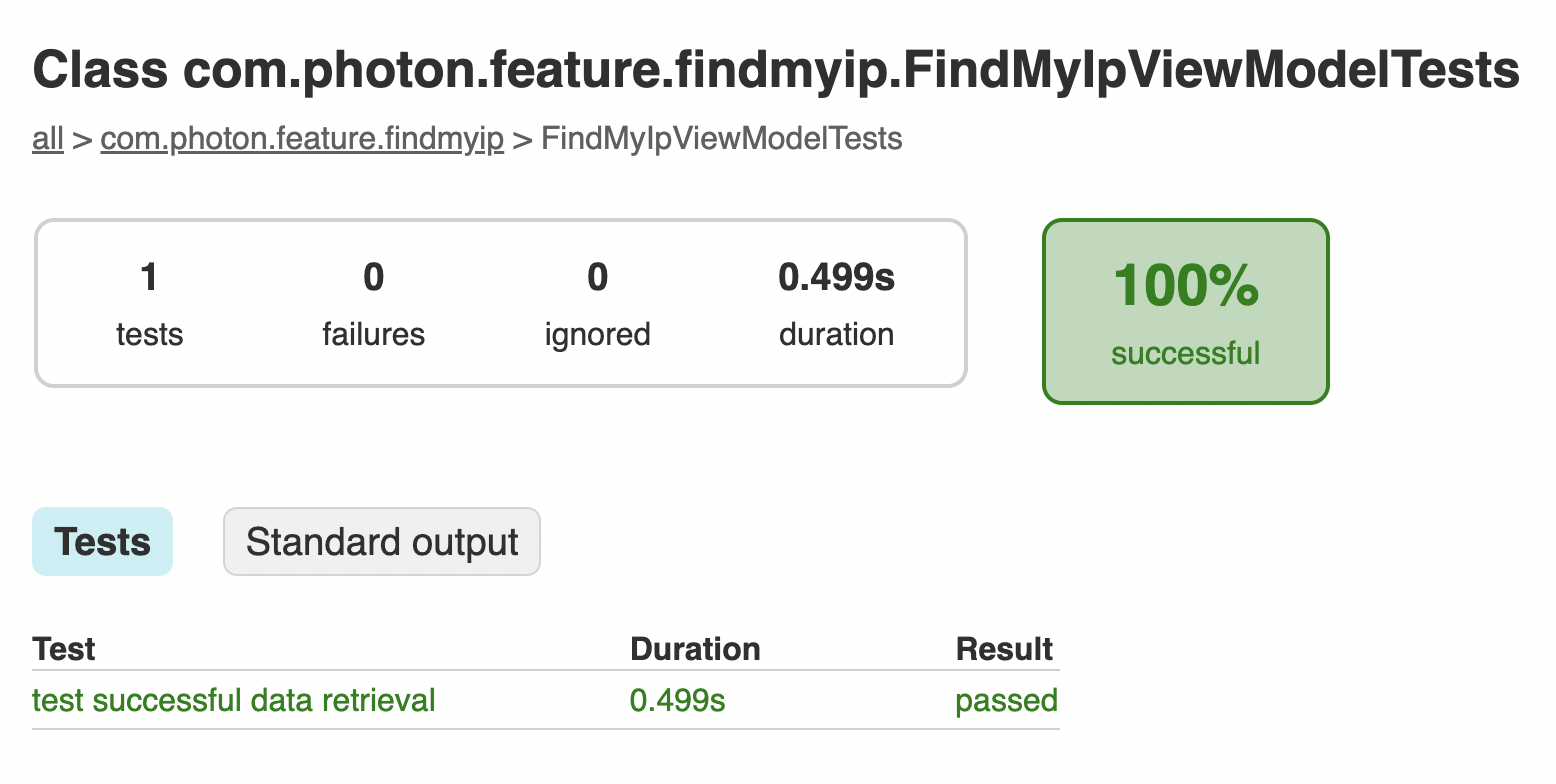 Class com.photon.feature.findmyip.FindMyIpViewModelTests
all > com.photon.feature.findmyip > FindMyIpViewModelTests
1 0 0 0.499s
tests failures ignored duration
100%
successful
Tests Standard output
Test Duration Result
test successful data retrieval 0.499s passed